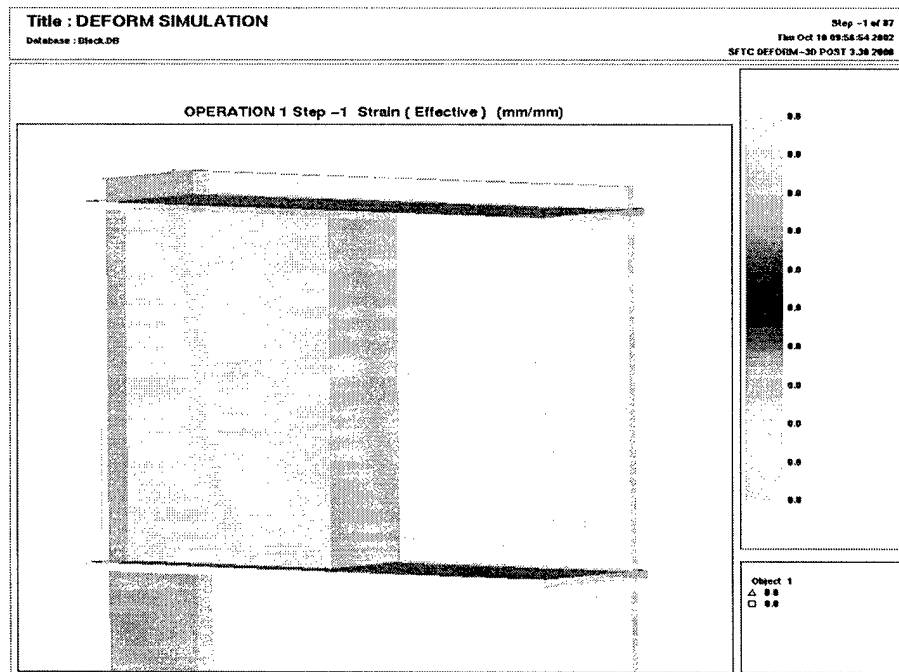 Title : DEFORM SIMULATION
Database : Block.DB
Step -1 of 87
Thu Oct 10 09:56:54 2002
SFTC DEFORM-3D POST 3.30 2000
OPERATION 1 Step -1 Strain ( Effective ) (mm/mm)
0.0
0.0
0.0
0.0
0.0
0.0
0.0
0.0
0.0
0.0
0.0
Object 1
△ 0.0
□ 0.0